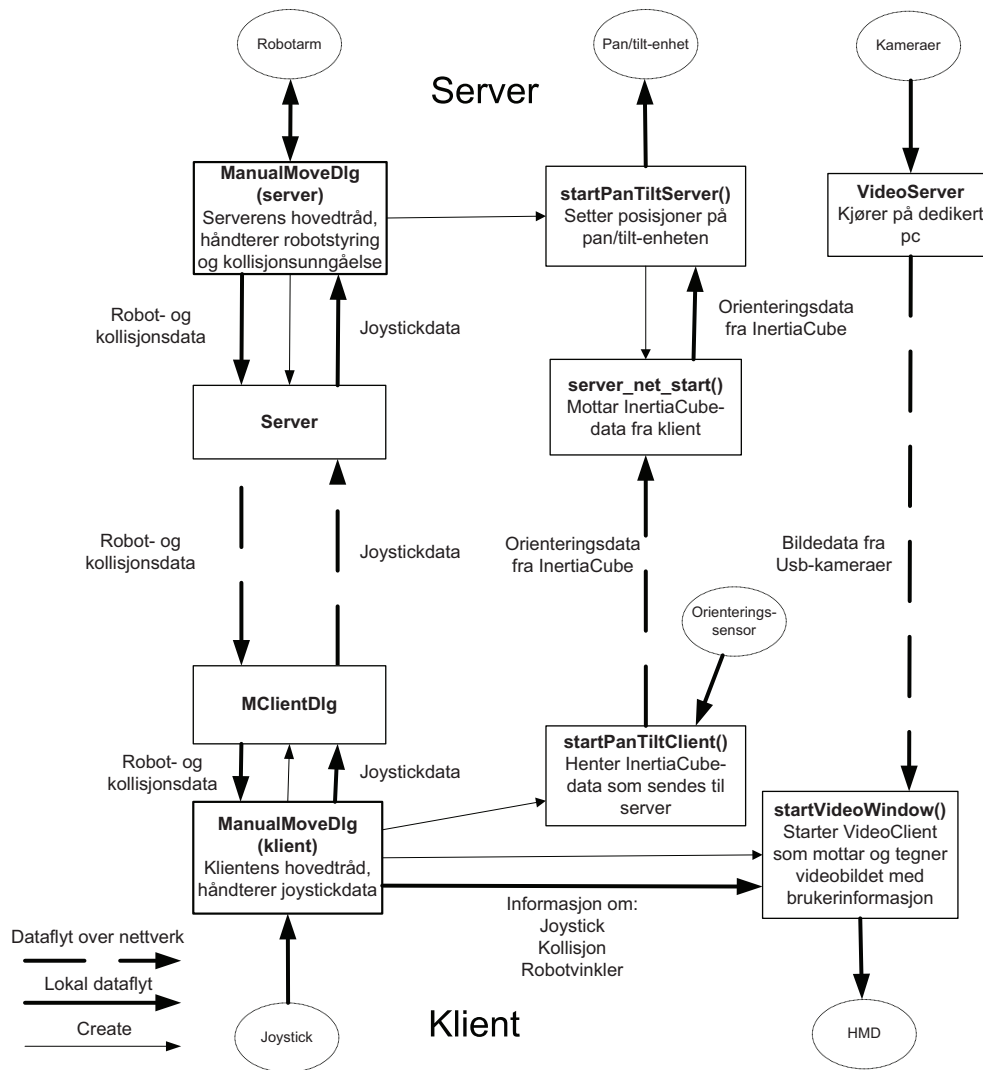 Robotarm
Pan/tilt-enhet
Kameraer
Server
ManualMoveDlg
(server)
Serverens hovedtråd,
håndterer robotstyring
og kollisjonsunngåelse
startPanTiltServer()
Setter posisjoner på
pan/tilt-enheten
VideoServer
Kjører på dedikert
pc
Robot- og
kollisjonsdata
Joystickdata
Orienteringsdata
fra InertiaCube
Server
server_net_start()
Mottar InertiaCube-
data fra klient
Robot- og
kollisjonsdata
Joystickdata
Orienteringsdata
fra InertiaCube
Bildedata fra
Usb-kameraer
Orienterings-
sensor
MClientDlg
startPanTiltClient()
Henter InertiaCube-
data som sendes til
server
Robot- og
kollisjonsdata
Joystickdata
ManualMoveDlg
(klient)
Klientens hovedtråd,
håndterer joystickdata
startVideoWindow()
Starter VideoClient
som mottar og tegner
videobildet med
brukerinformasjon
Informasjon om:
Joystick
Kollisjon
Robotvinkler
Dataflyt over nettverk
Lokal dataflyt
Create
Joystick
Klient
HMD